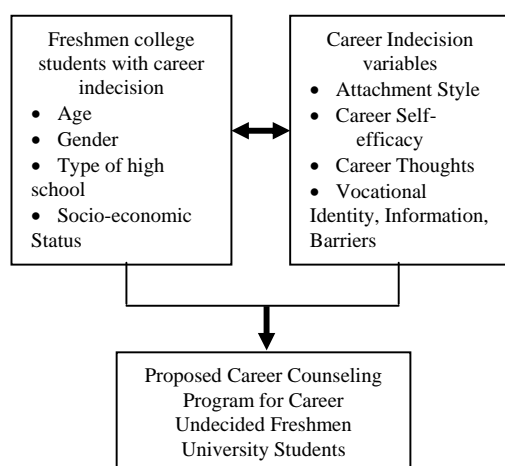 Freshmen college
students with career
indecision
• Age
• Gender
• Type of high
school
• Socio-economic
Status
Career Indecision
variables
• Attachment Style
• Career Self-
efficacy
• Career Thoughts
• Vocational
Identity, Information,
Barriers
Proposed Career Counseling
Program for Career
Undecided Freshmen
University Students